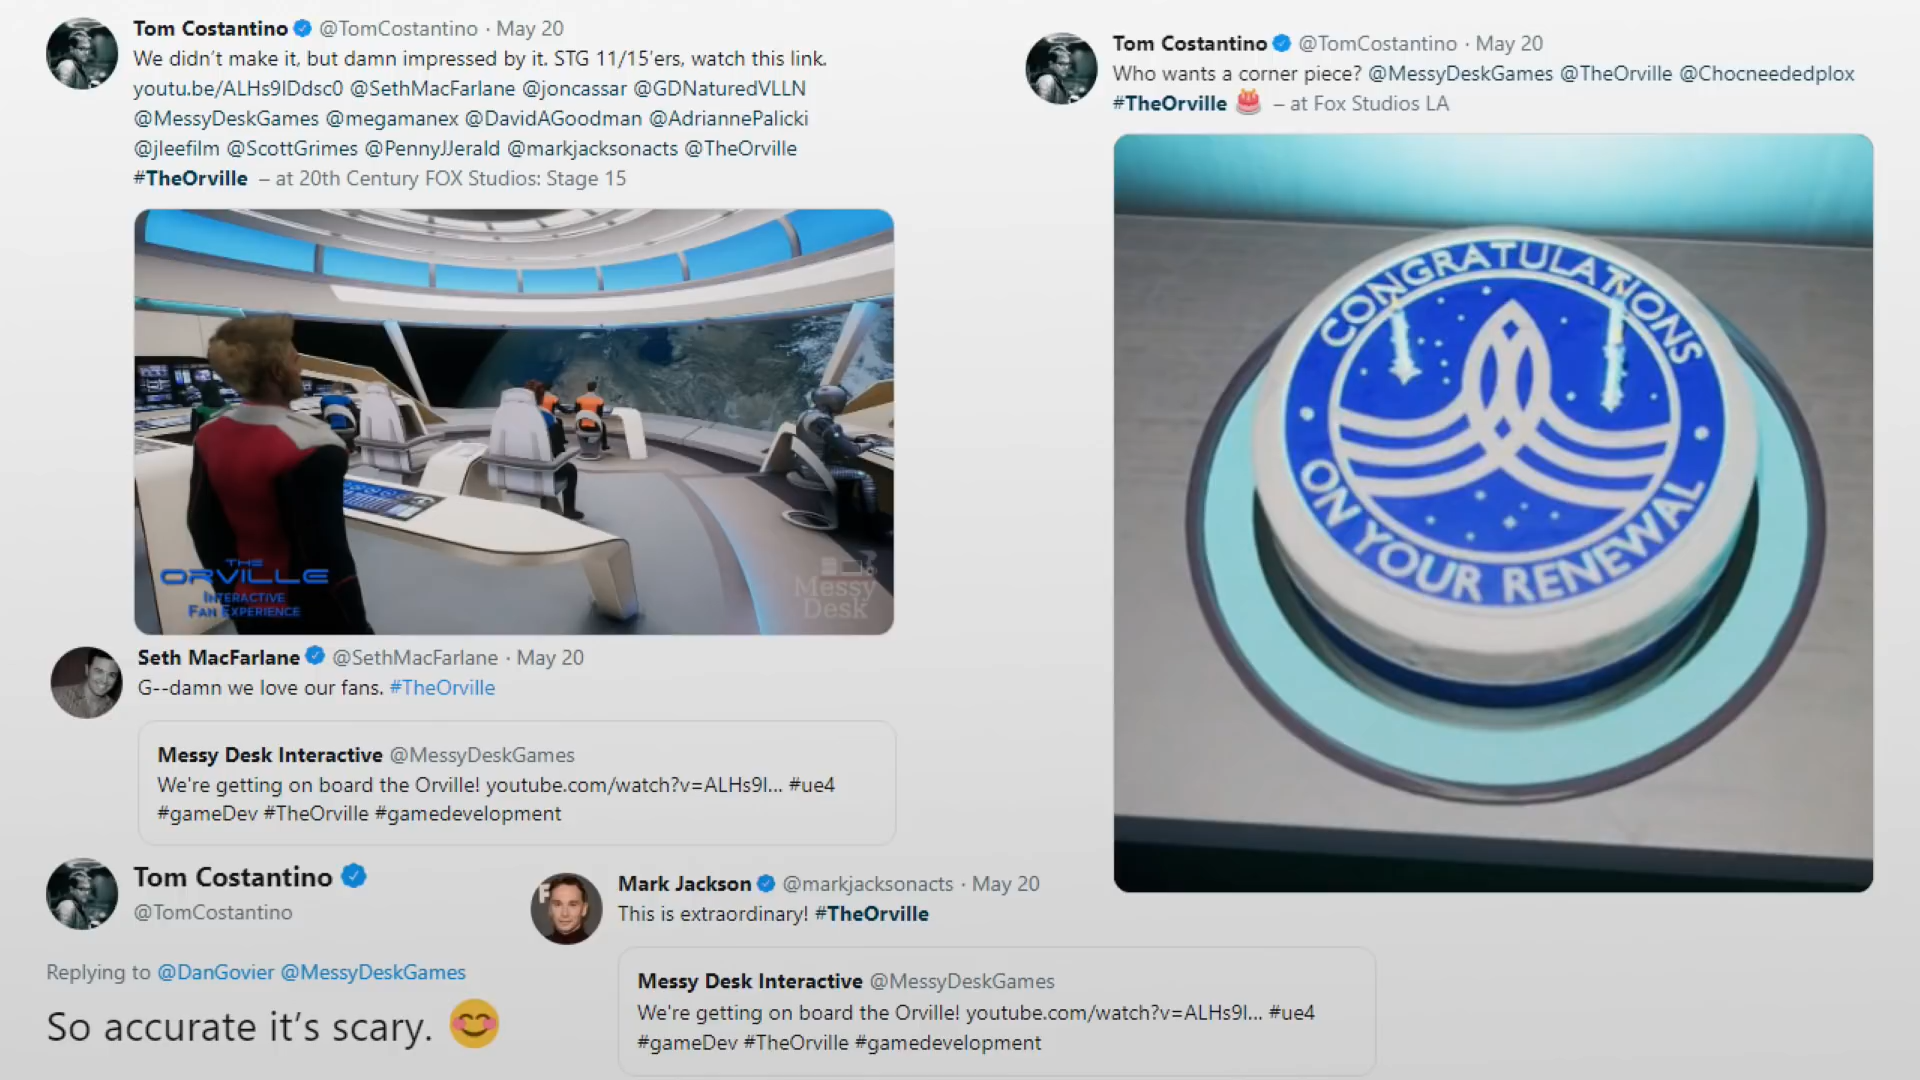 Tom Costantino @TomCostantino · May 20
We didn't make it, but damn impressed by it. STG 11/15'ers, watch this link.
youtu.be/ALHs9lDdsc0 @SethMacFarlane @joncassar @GDNaturedVLLN
@MessyDeskGames @megamanex @DavidAGoodman @AdriannePalicki
@jleefilm @ScottGrimes @PennyJJerald @markjacksonacts @TheOrville
#TheOrville – at 20th Century FOX Studios: Stage 15
THE
ORVILLE
INTERACTIVE
FAN EXPERIENCE
Messy
Desk
Seth MacFarlane @SethMacFarlane · May 20
G--damn we love our fans. #TheOrville
Messy Desk Interactive @MessyDeskGames
We're getting on board the Orville! youtube.com/watch?v=ALHs9l... #ue4
#gameDev #TheOrville #gamedevelopment
Tom Costantino
@TomCostantino
Replying to @DanGovier @MessyDeskGames
So accurate it's scary. 😊
Mark Jackson @markjacksonacts · May 20
This is extraordinary! #TheOrville
Messy Desk Interactive @MessyDeskGames
We're getting on board the Orville! youtube.com/watch?v=ALHs9l... #ue4
#gameDev #TheOrville #gamedevelopment
Tom Costantino @TomCostantino · May 20
Who wants a corner piece? @MessyDeskGames @TheOrville @Chocneededplox
#TheOrville 🎂 – at Fox Studios LA
CONGRATULATIONS
ON YOUR RENEWAL